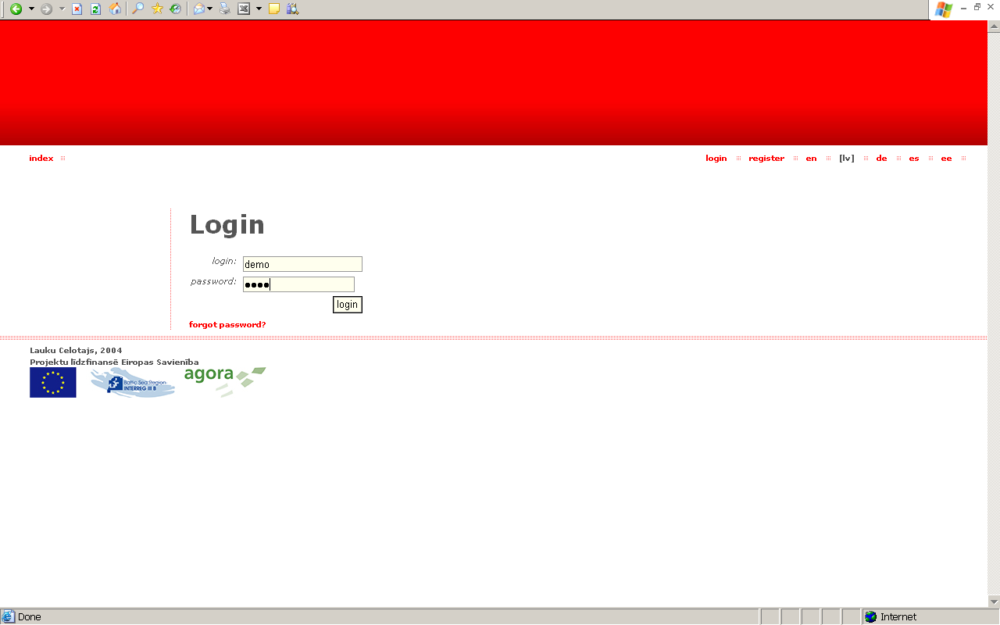 index
login register en [lv] de es ee
Login
login: demo
password: ●●●●
login
forgot password?
Lauku Celotajs, 2004
Projektu līdzfinansē Eiropas Savienība
Baltic Sea Region
INTERREG III B
agora
Done
Internet